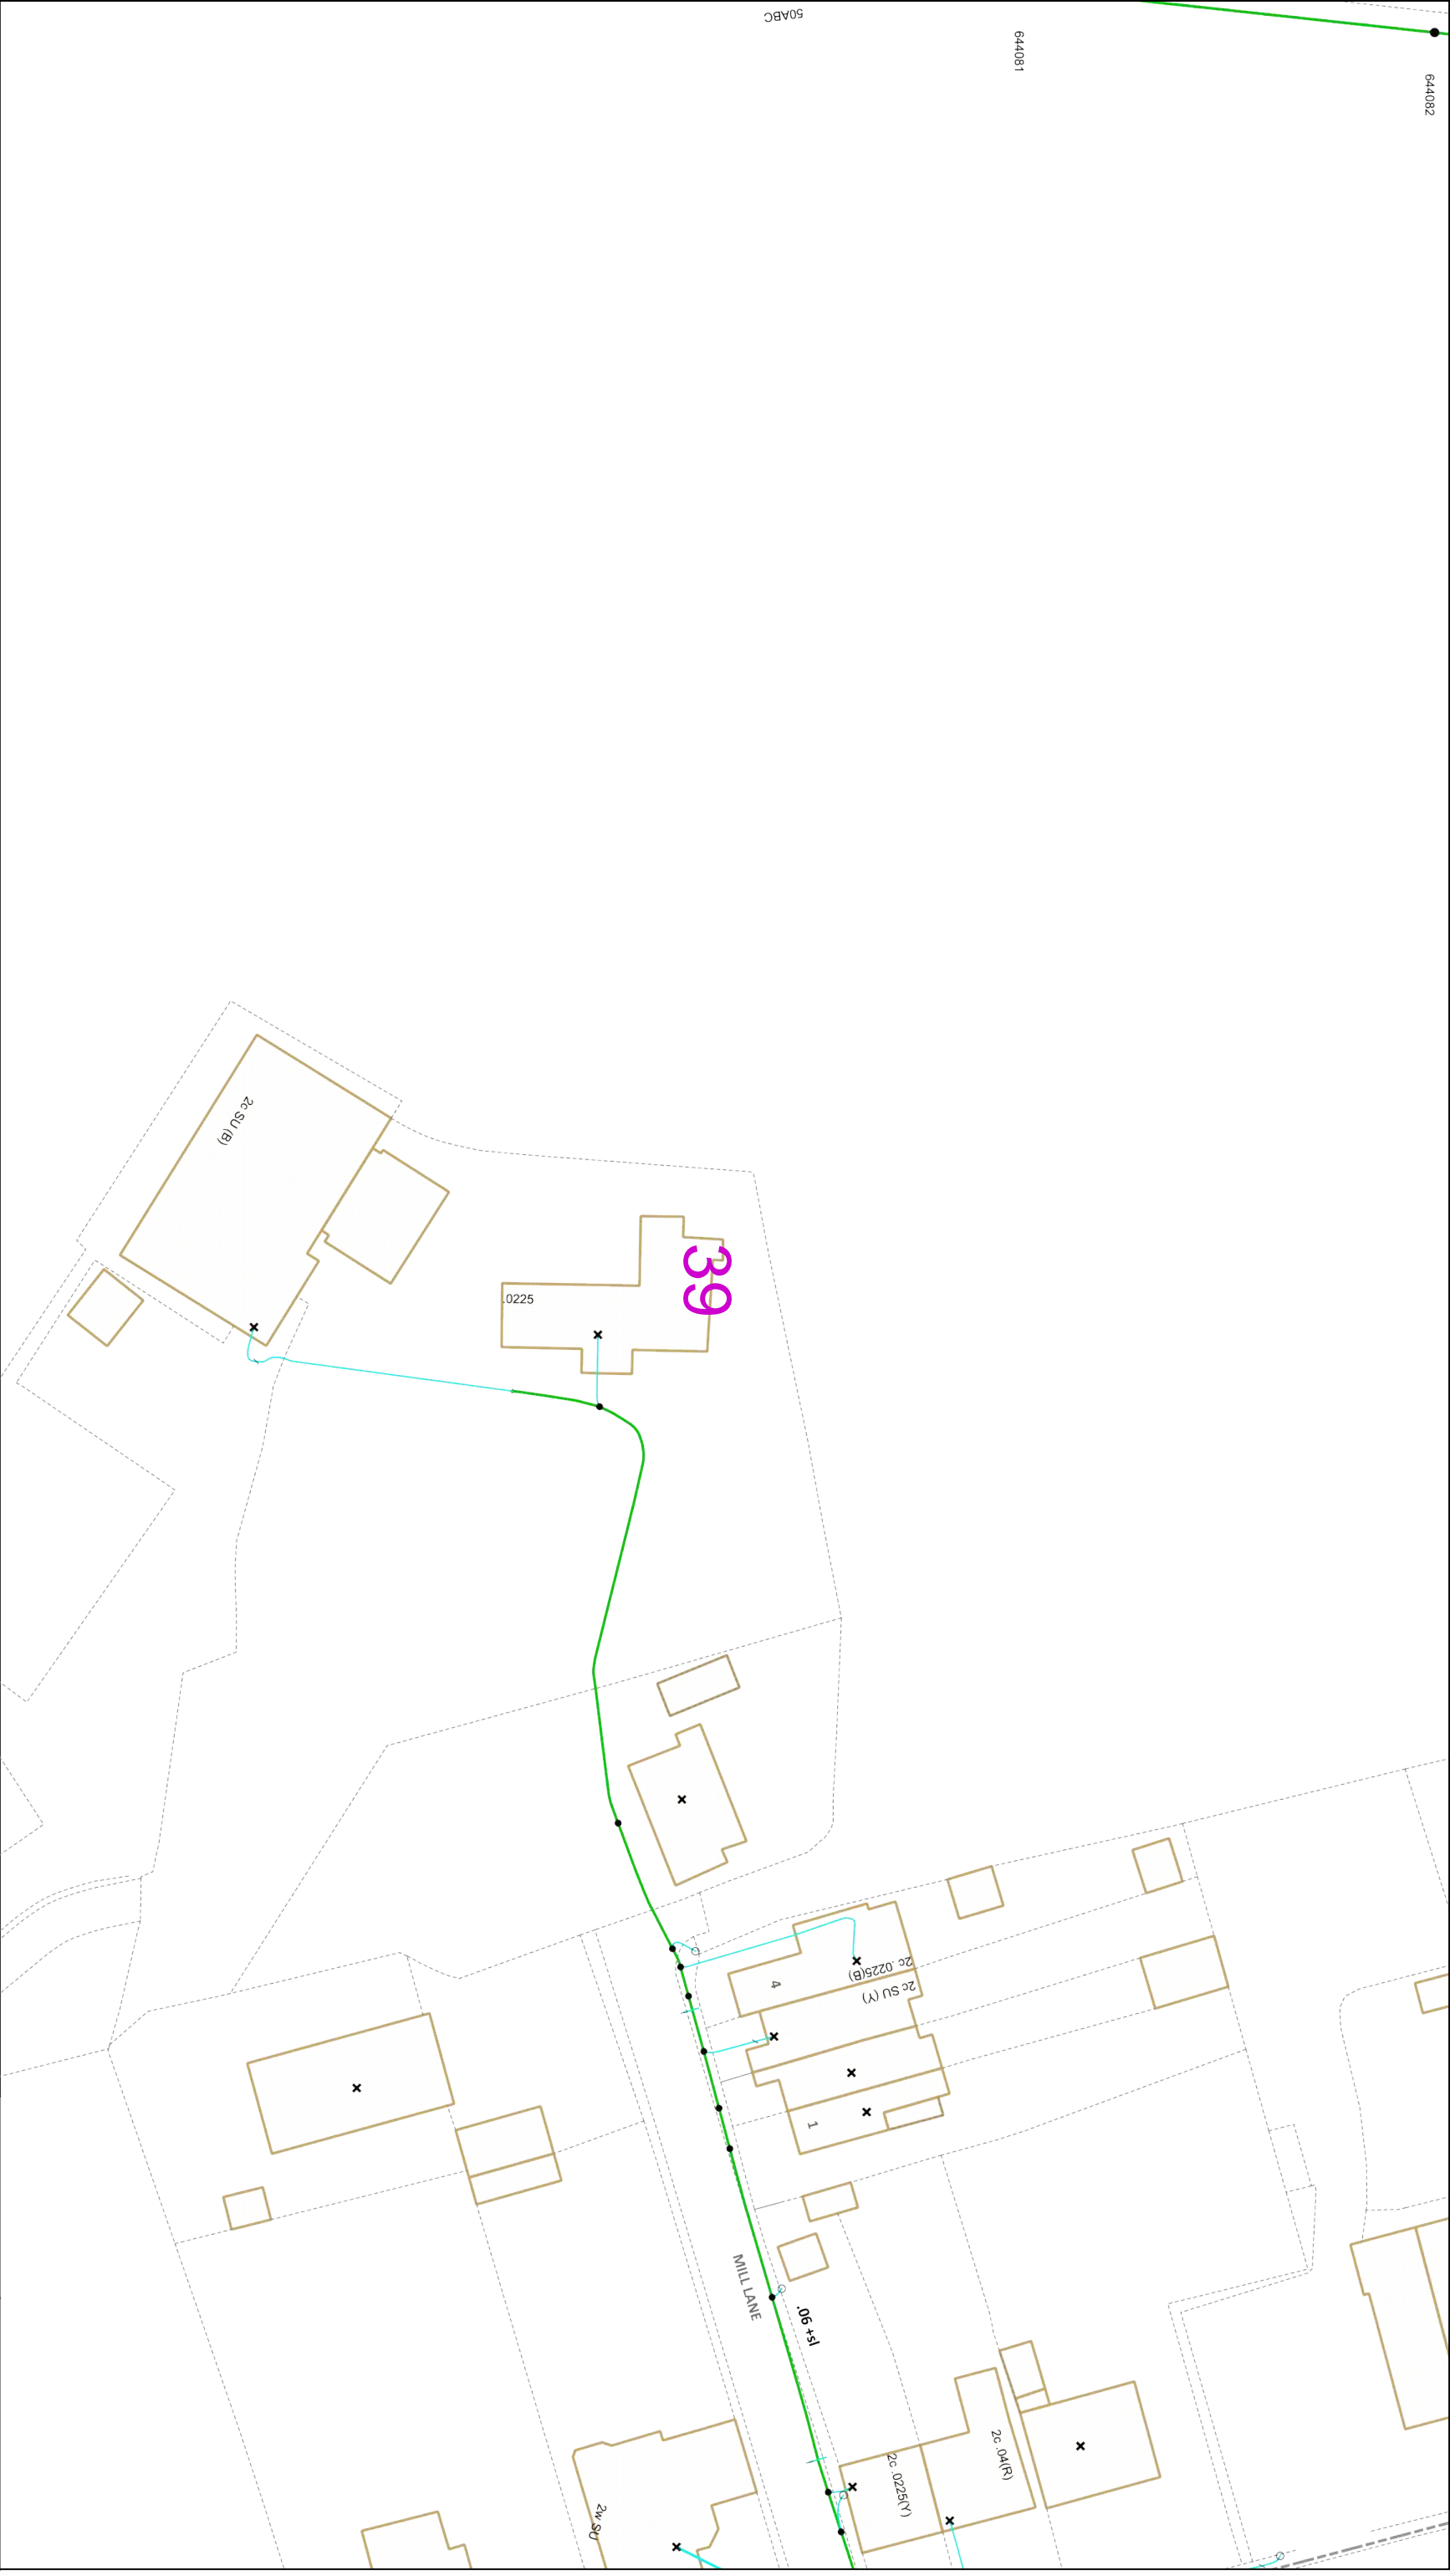 50ABC
644081
644082
2c SU (B)
39
.0225
2c .0225(B)
2c SU (Y)
4
1
MILL LANE
.06 +sl
2c .04(R)
2c .0225(Y)
2w SU